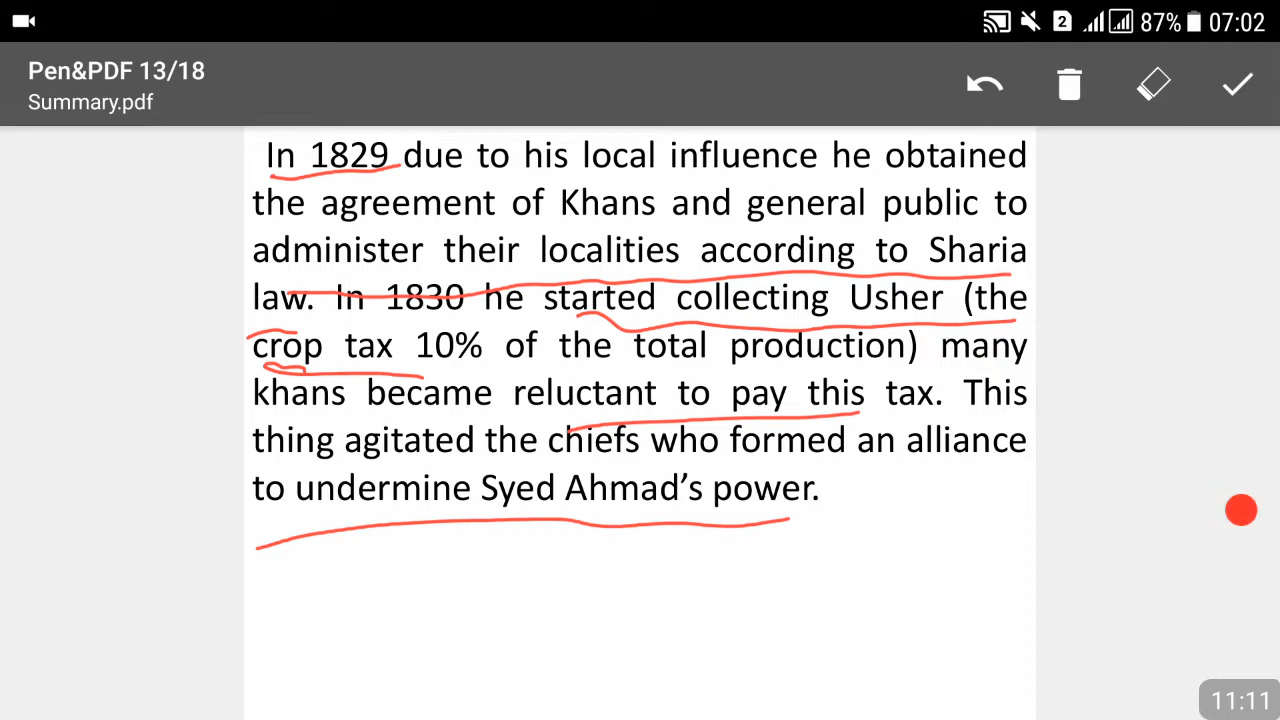 2 87% 07:02
Pen&PDF 13/18
Summary.pdf
In 1829 due to his local influence he obtained
the agreement of Khans and general public to
administer their localities according to Sharia
law. In 1830 he started collecting Usher (the
crop tax 10% of the total production) many
khans became reluctant to pay this tax. This
thing agitated the chiefs who formed an alliance
to undermine Syed Ahmad’s power.
11:11